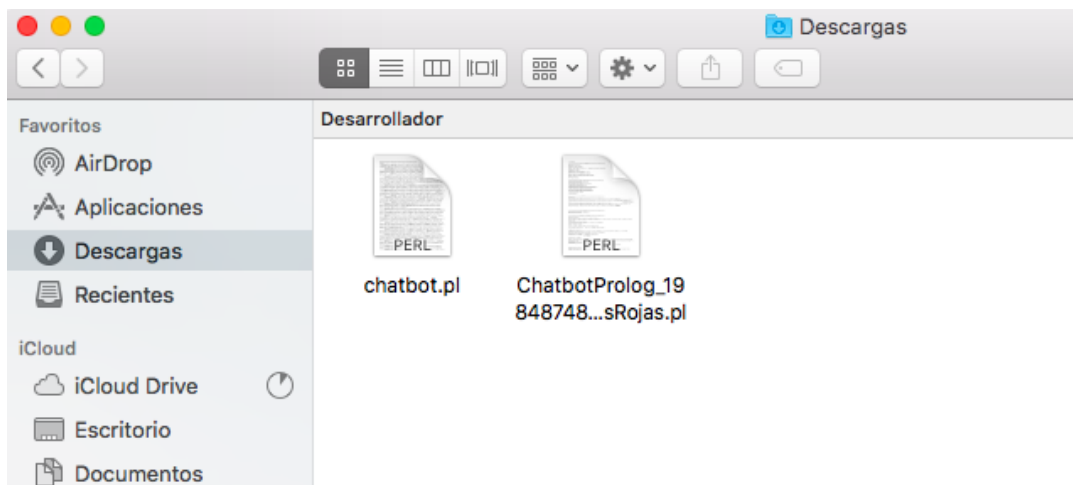 Descargas
Favoritos
AirDrop
Aplicaciones
Descargas
Recientes
iCloud
iCloud Drive
Escritorio
Documentos
Desarrollador
PERL
chatbot.pl
PERL
ChatbotProlog_19
848748...sRojas.pl